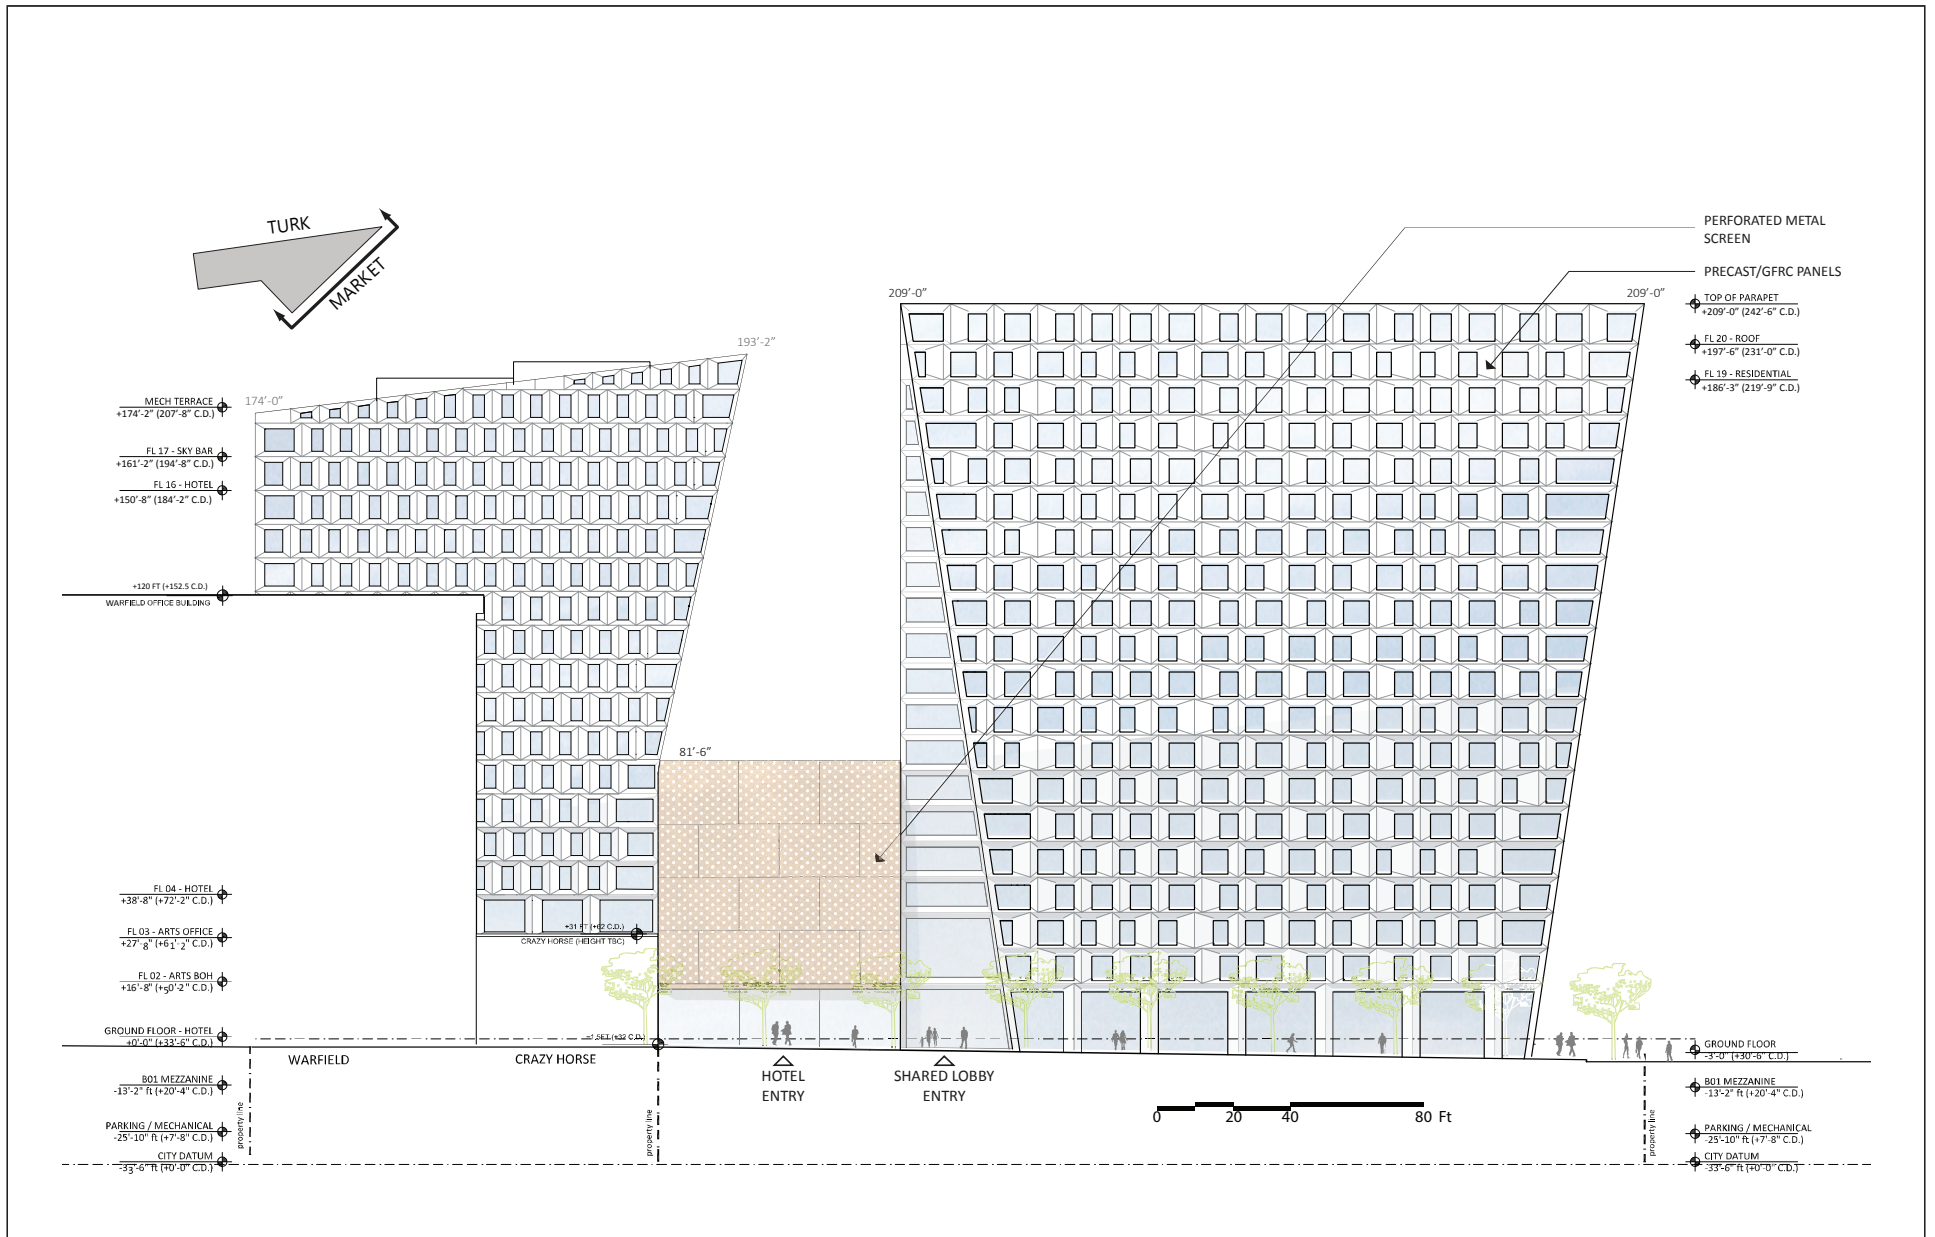 TURK
MARKET
PERFORATED METAL
SCREEN
PRECAST/GFRC PANELS
209'-0"
209'-0"
TOP OF PARAPET
+209'-0" (242'-6" C.D.)
FL 20 - ROOF
+197'-6" (231'-0" C.D.)
FL 19 - RESIDENTIAL
+186'-3" (219'-9" C.D.)
193'-2"
174'-0"
MECH TERRACE
+174'-2" (207'-8" C.D.)
FL 17 - SKY BAR
+161'-2" (194'-8" C.D.)
FL 16 - HOTEL
+150'-8" (184'-2" C.D.)
+120 FT (+152.5 C.D.)
WARFIELD OFFICE BUILDING
81'-6"
FL 04 - HOTEL
+38'-8" (+72'-2" C.D.)
FL 03 - ARTS OFFICE
+27'-8" (+61'-2" C.D.)
+31 FT (+62 C.D.)
CRAZY HORSE (HEIGHT TBC)
FL 02 - ARTS BOH
+16'-8" (+50'-2" C.D.)
GROUND FLOOR - HOTEL
+0'-0" (+33'-6" C.D.)
-1.5FT (+32 C.D.)
WARFIELD
CRAZY HORSE
HOTEL
ENTRY
SHARED LOBBY
ENTRY
GROUND FLOOR
-3'-0" (+30'-6" C.D.)
B01 MEZZANINE
-13'-2" ft (+20'-4" C.D.)
B01 MEZZANINE
-13'-2" ft (+20'-4" C.D.)
property line
property line
property line
0 20 40 80 Ft
PARKING / MECHANICAL
-25'-10" ft (+7'-8" C.D.)
PARKING / MECHANICAL
-25'-10" ft (+7'-8" C.D.)
CITY DATUM
-33'-6" ft (+0'-0" C.D.)
CITY DATUM
-33'-6" ft (+0'-0" C.D.)